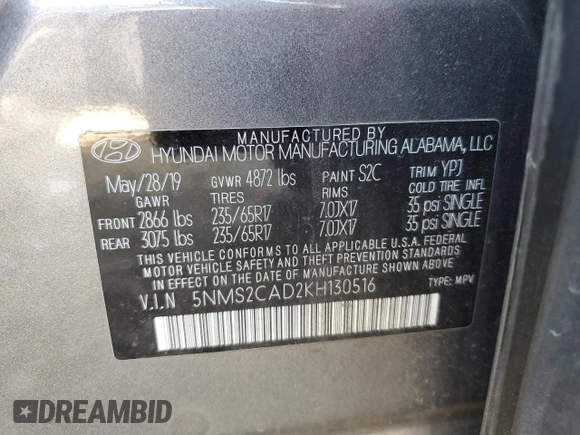 MANUFACTURED BY
HYUNDAI MOTOR MANUFACTURING ALABAMA, LLC
May/28/19 GVWR 4872 lbs PAINT S2C TRIM YPJ
GAWR TIRES RIMS COLD TIRE INFL
FRONT 2866 lbs 235/65R17 7.0JX17 35 psi SINGLE
REAR 3075 lbs 235/65R17 7.0JX17 35 psi SINGLE
THIS VEHICLE CONFORMS TO ALL APPLICABLE U.S.A. FEDERAL
MOTOR VEHICLE SAFETY AND THEFT PREVENTION STANDARDS
IN EFFECT ON THE DATE OF MANUFACTURE SHOWN ABOVE.
V.I.N 5NMS2CAD2KH130516 TYPE: MPV
DREAMBID